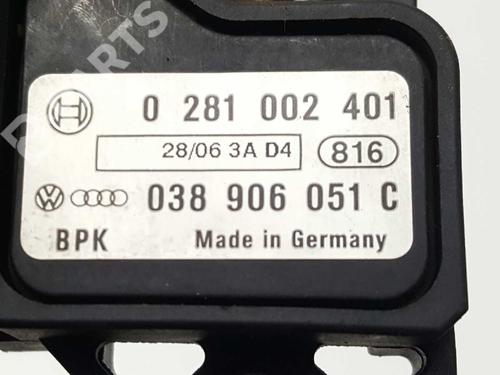 0 281 002 401
28/06 3A D4 816
038 906 051 C
BPK Made in Germany